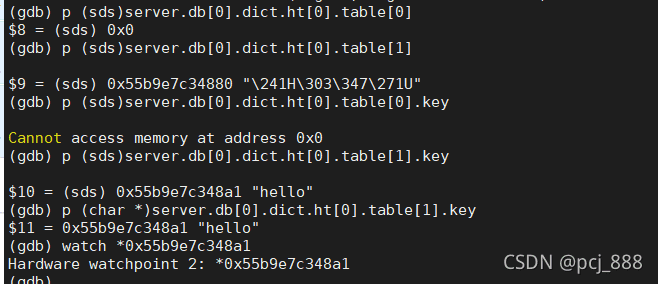 (gdb) p (sds)server.db[0].dict.ht[0].table[0]
$8 = (sds) 0x0
(gdb) p (sds)server.db[0].dict.ht[0].table[1]
$9 = (sds) 0x55b9e7c34880 "\241H\303\347\271U"
(gdb) p (sds)server.db[0].dict.ht[0].table[0].key
Cannot access memory at address 0x0
(gdb) p (sds)server.db[0].dict.ht[0].table[1].key
$10 = (sds) 0x55b9e7c348a1 "hello"
(gdb) p (char *)server.db[0].dict.ht[0].table[1].key
$11 = 0x55b9e7c348a1 "hello"
(gdb) watch *0x55b9e7c348a1
Hardware watchpoint 2: *0x55b9e7c348a1
CSDN @pcj_888
(gdb)